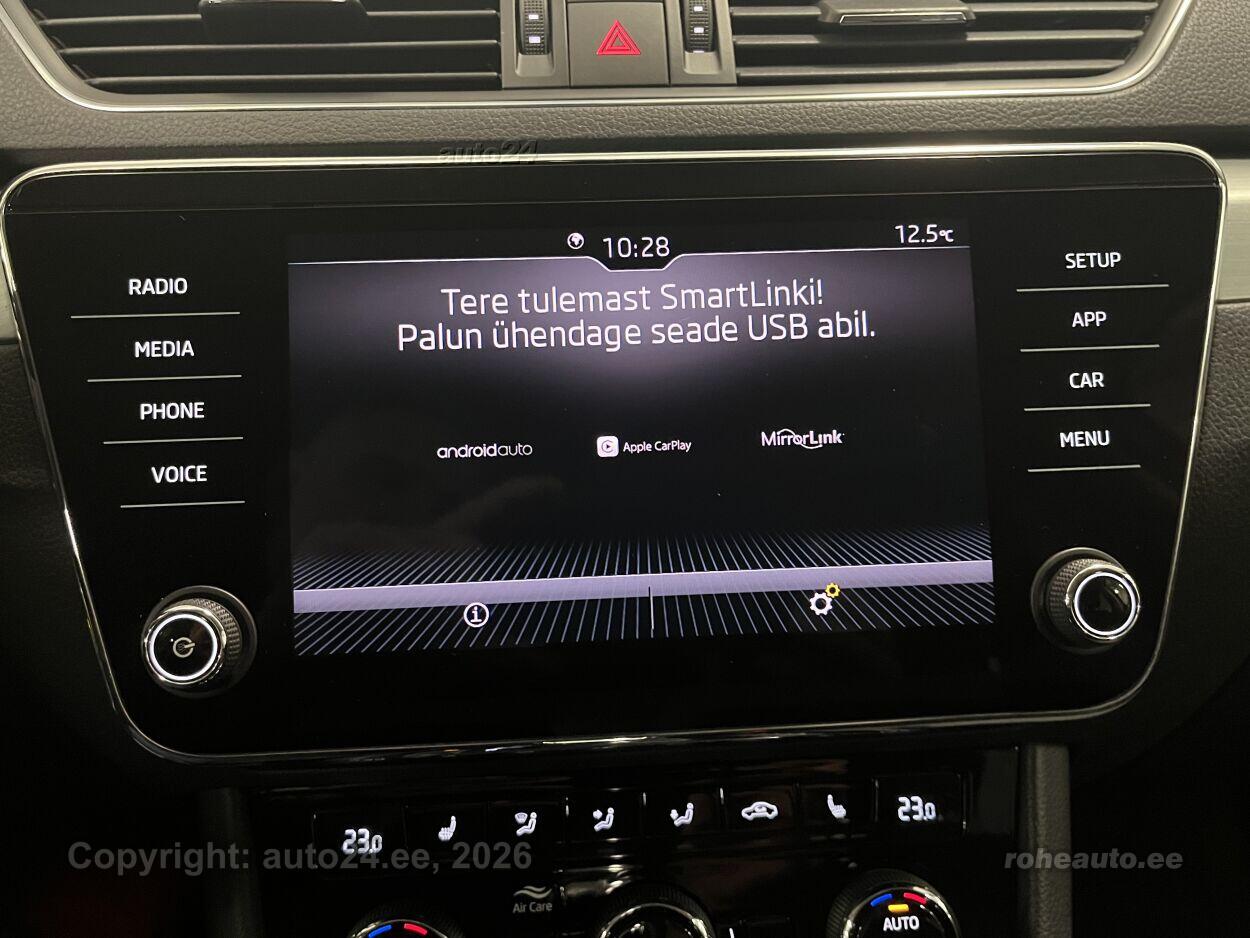 auto24
10:28
12.5°C
Tere tulemast SmartLinki!
Palun ühendage seade USB abil.
RADIO
MEDIA
PHONE
VOICE
SETUP
APP
CAR
MENU
androidauto
Apple CarPlay
MirrorLink
23.0
23.0
Copyright: auto24.ee, 2026
roheauto.ee
Air Care
AUTO